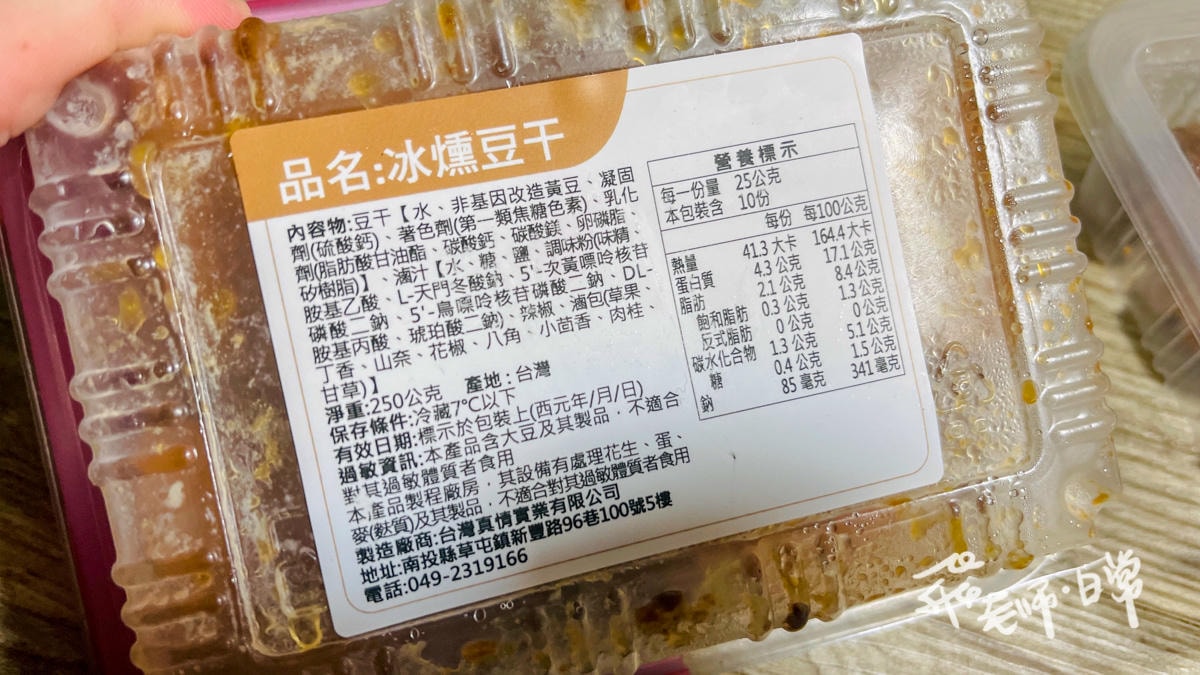 品名:冰燻豆干
內容物:豆干【水、非基因改造黃豆、凝固
劑(硫酸鈣)、著色劑(第一類焦糖色素)、乳化
劑(脂肪酸甘油酯、碳酸鈣、碳酸鎂、卵磷脂、
矽樹脂)】、滷汁【水、糖、鹽、調味粉(味精、
胺基乙酸、L-天門冬酸鈉、5'-次黃嘌呤核苷
磷酸二鈉、5'-鳥嘌呤核苷磷酸二鈉、DL-
胺基丙酸、琥珀酸二鈉)、辣椒、滷包(草果、
丁香、山奈、花椒、八角、小茴香、肉桂、
甘草)】
淨重:250公克 產地:台灣
保存條件:冷藏7℃以下
有效日期:標示於包裝上(西元年/月/日)
過敏資訊:本產品含大豆及其製品，不適合
對其過敏體質者食用
本產品製程廠房，其設備有處理花生、蛋、
麥(麩質)及其製品，不適合對其過敏體質者食用
製造廠商:台灣真情實業有限公司
地址:南投縣草屯鎮新豐路96巷100號5樓
電話:049-2319166
營養標示
每一份量 25公克
本包裝含 10份
每份 每100公克
熱量 41.3 大卡 164.4 大卡
蛋白質 4.3 公克 17.1 公克
脂肪 2.1 公克 8.4 公克
飽和脂肪 0.3 公克 1.3 公克
反式脂肪 0 公克 0 公克
碳水化合物 1.3 公克 5.1 公克
糖 0.4 公克 1.5 公克
鈉 85 毫克 341 毫克
老師·日常